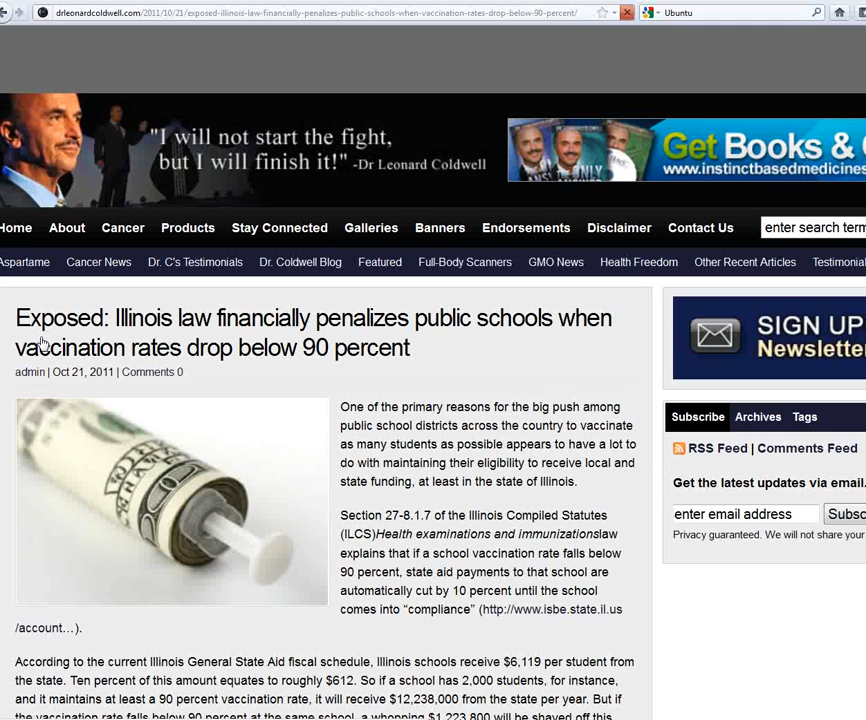 drleonardcoldwell.com/2011/10/21/exposed-illinois-law-financially-penalizes-public-schools-when-vaccination-rates-drop-below-90-percent/
Ubuntu
"I will not start the fight,
but I will finish it!" -Dr Leonard Coldwell
Get Books &
www.instinctbasedmedicine
Home About Cancer Products Stay Connected Galleries Banners Endorsements Disclaimer Contact Us
enter search term
Aspartame Cancer News Dr. C's Testimonials Dr. Coldwell Blog Featured Full-Body Scanners GMO News Health Freedom Other Recent Articles Testimonial
Exposed: Illinois law financially penalizes public schools when
vaccination rates drop below 90 percent
admin | Oct 21, 2011 | Comments 0
One of the primary reasons for the big push among
public school districts across the country to vaccinate
as many students as possible appears to have a lot to
do with maintaining their eligibility to receive local and
state funding, at least in the state of Illinois.
Section 27-8.1.7 of the Illinois Compiled Statutes
(ILCS)Health examinations and immunizationslaw
explains that if a school vaccination rate falls below
90 percent, state aid payments to that school are
automatically cut by 10 percent until the school
comes into “compliance” (http://www.isbe.state.il.us
/account…).
According to the current Illinois General State Aid fiscal schedule, Illinois schools receive $6,119 per student from
the state. Ten percent of this amount equates to roughly $612. So if a school has 2,000 students, for instance,
and it maintains at least a 90 percent vaccination rate, it will receive $12,238,000 from the state per year. But if
the vaccination rate falls below 90 percent at the same school, a whopping $1,223,800 will be shaved off this
SIGN UP
Newsletter
Subscribe Archives Tags
RSS Feed | Comments Feed
Get the latest updates via email.
enter email address Subsc
Privacy guaranteed. We will not share your